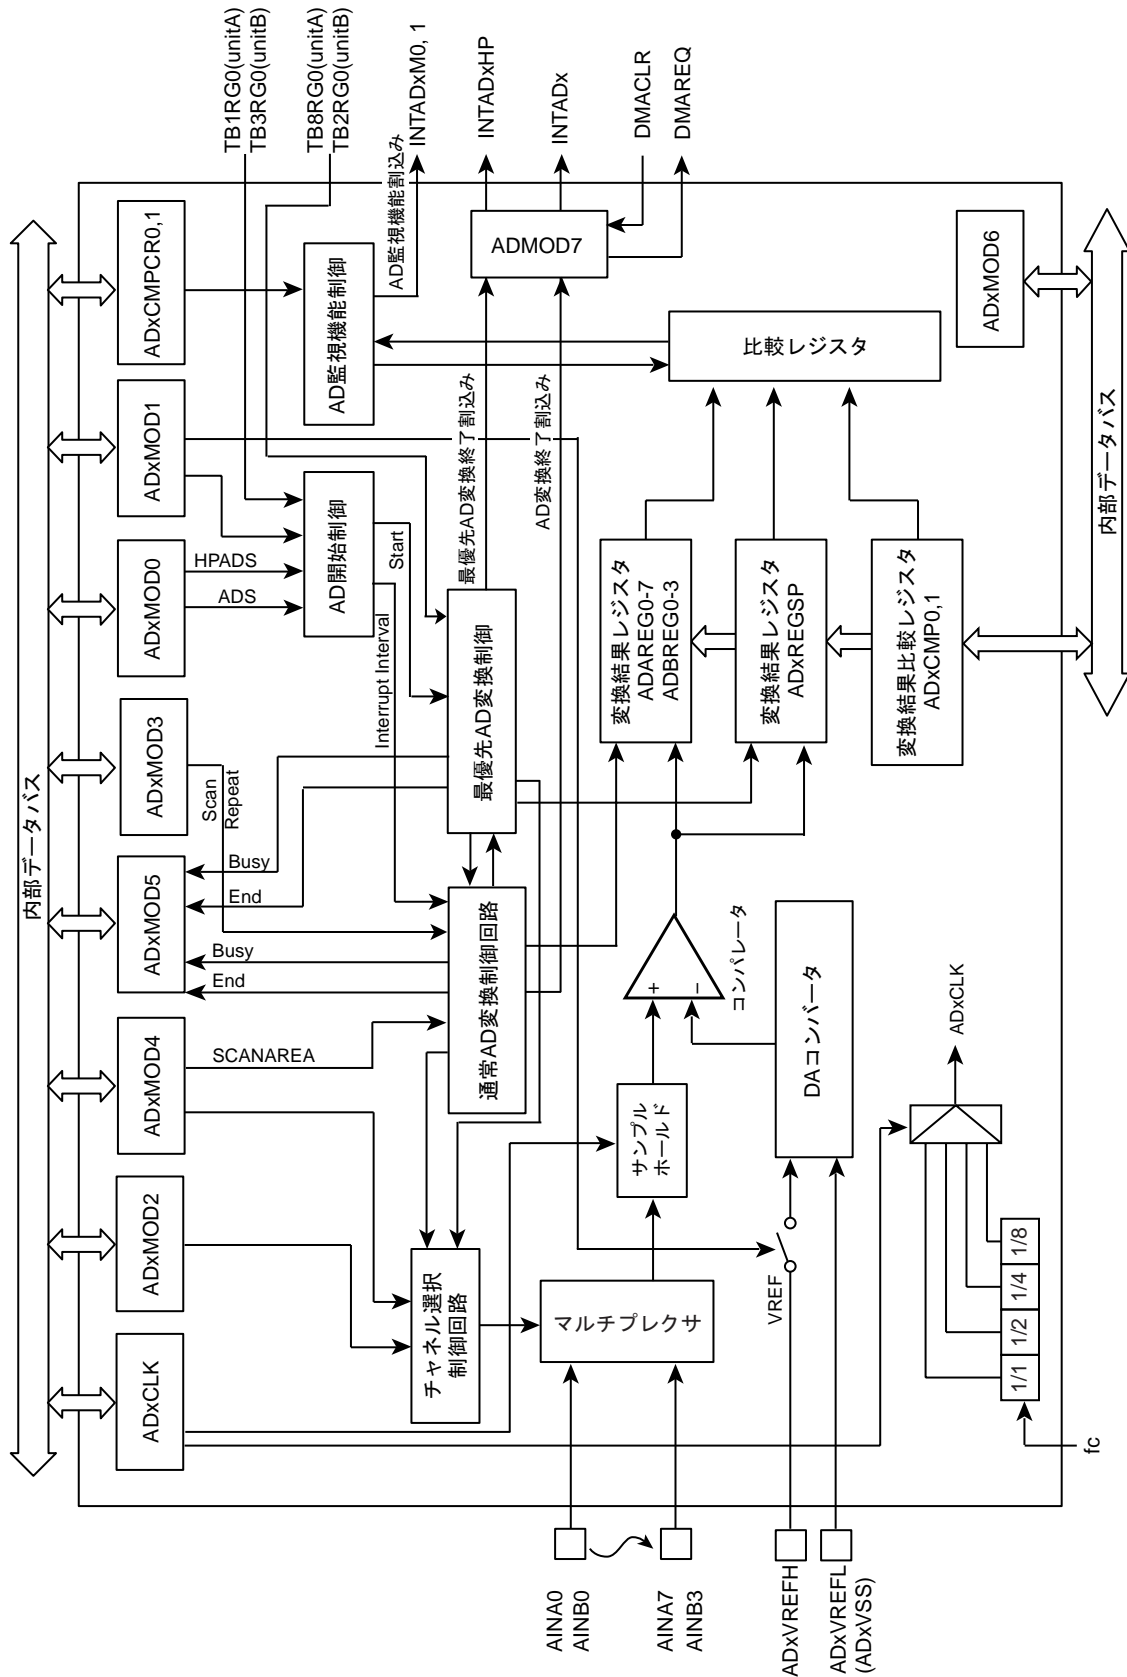 内部データバス
ADxCLK
ADxMOD2
ADxMOD4
ADxMOD5
ADxMOD3
ADxMOD0
ADxMOD1
ADxCMPCR0,1
TB1RG0(unitA)
TB3RG0(unitB)
TB8RG0(unitA)
TB2RG0(unitB)
SCANAREA
End
Busy
End
Busy
Scan
Repeat
ADS
HPADS
AD開始制御
AD監視機能制御
AD監視機能割込み
INTADxM0, 1
Interrupt Interval
Start
チャネル選択
制御回路
通常AD変換制御回路
最優先AD変換制御
最優先AD変換終了割込み
AD変換終了割込み
ADMOD7
INTADxHP
INTADx
DMACLR
DMAREQ
AINA0
AINB0
AINA7
AINB3
マルチプレクサ
サンプル
ホールド
+
−
コンパレータ
変換結果レジスタ
ADAREG0-7
ADBREG0-3
変換結果レジスタ
ADxREGSP
変換結果比較レジスタ
ADxCMP0,1
比較レジスタ
ADxVREFH
ADxVREFL
(ADxVSS)
VREF
DAコンバータ
fc
1/1
1/2
1/4
1/8
ADxCLK
ADxMOD6
内部データバス